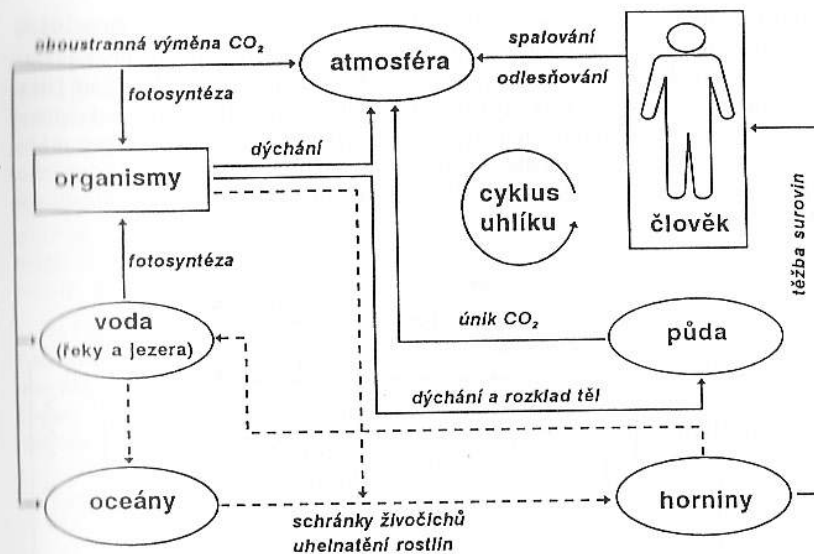 oboustranná výměna CO₂
atmosféra
spalování
odlesňování
fotosyntéza
organismy
dýchání
cyklus
uhlíku
člověk
těžba surovin
fotosyntéza
voda
(řeky a jezera)
únik CO₂
půda
dýchání a rozklad těl
oceány
horniny
schránky živočichů
uhelnatění rostlin